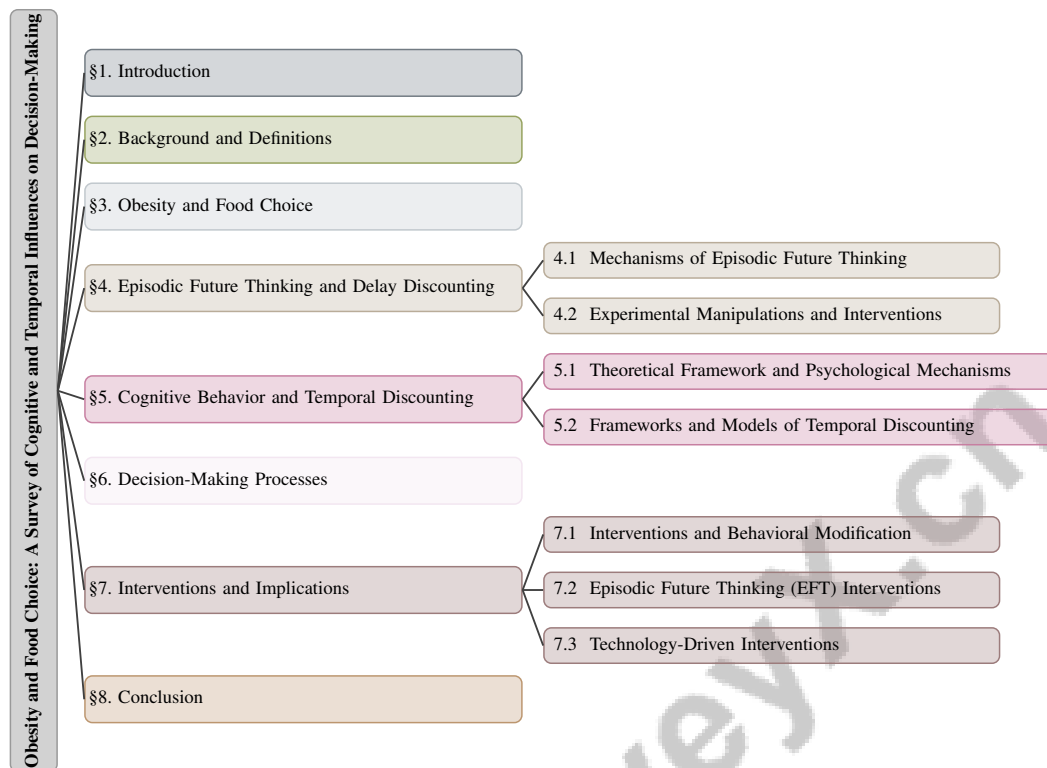 Obesity and Food Choice: A Survey of Cognitive and Temporal Influences on Decision-Making
§1. Introduction
§2. Background and Definitions
§3. Obesity and Food Choice
§4. Episodic Future Thinking and Delay Discounting
4.1 Mechanisms of Episodic Future Thinking
4.2 Experimental Manipulations and Interventions
§5. Cognitive Behavior and Temporal Discounting
5.1 Theoretical Framework and Psychological Mechanisms
5.2 Frameworks and Models of Temporal Discounting
§6. Decision-Making Processes
§7. Interventions and Implications
7.1 Interventions and Behavioral Modification
7.2 Episodic Future Thinking (EFT) Interventions
7.3 Technology-Driven Interventions
§8. Conclusion
veyx.cn